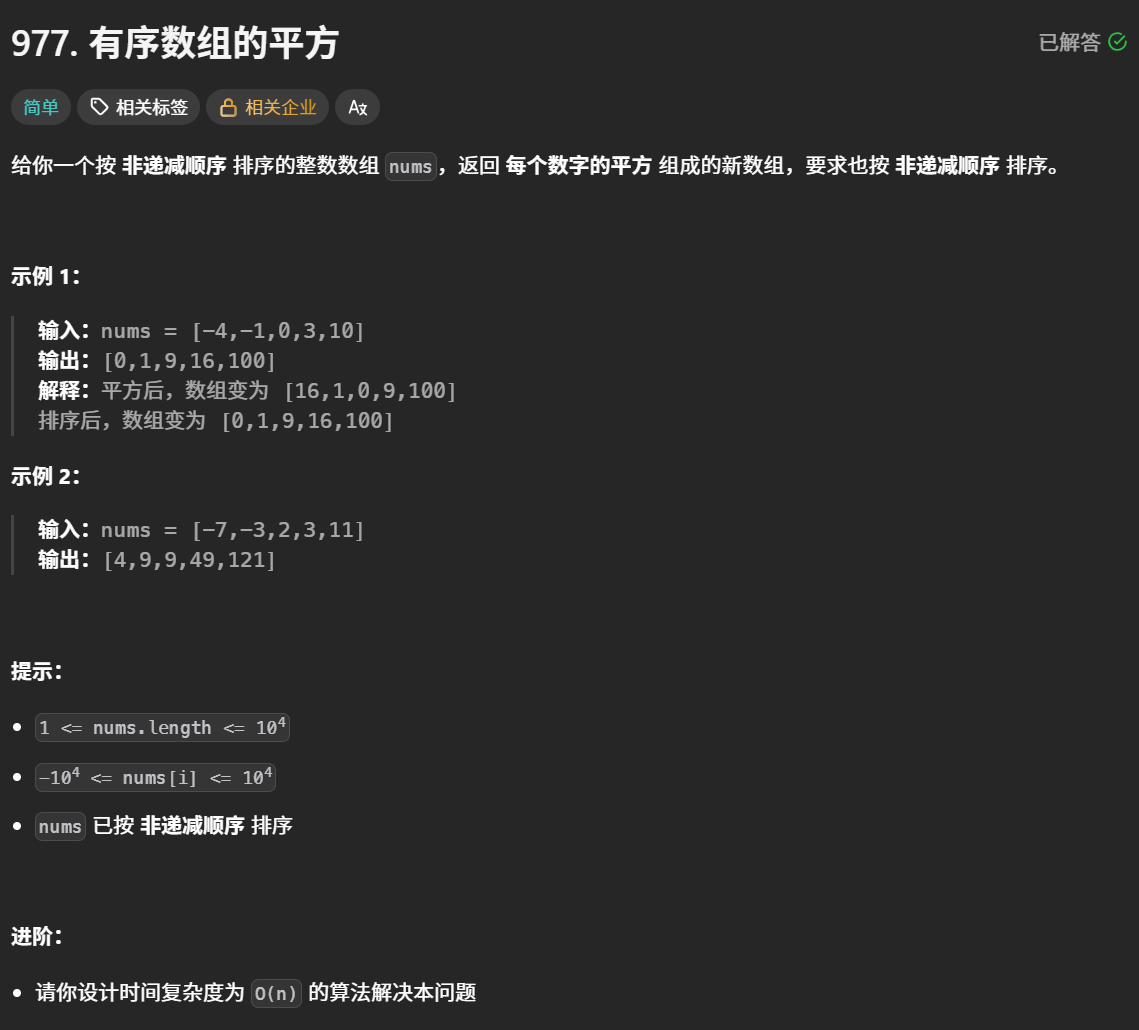 977. 有序数组的平方
已解答
简单 相关标签 相关企业 A文
给你一个按 非递减顺序 排序的整数数组 nums，返回 每个数字的平方 组成的新数组，要求也按 非递减顺序 排序。
示例 1：
输入：nums = [-4,-1,0,3,10]
输出：[0,1,9,16,100]
解释：平方后，数组变为 [16,1,0,9,100]
排序后，数组变为 [0,1,9,16,100]
示例 2：
输入：nums = [-7,-3,2,3,11]
输出：[4,9,9,49,121]
提示：
• 1 <= nums.length <= 10⁴
• -10⁴ <= nums[i] <= 10⁴
• nums 已按 非递减顺序 排序
进阶：
• 请你设计时间复杂度为 O(n) 的算法解决本问题